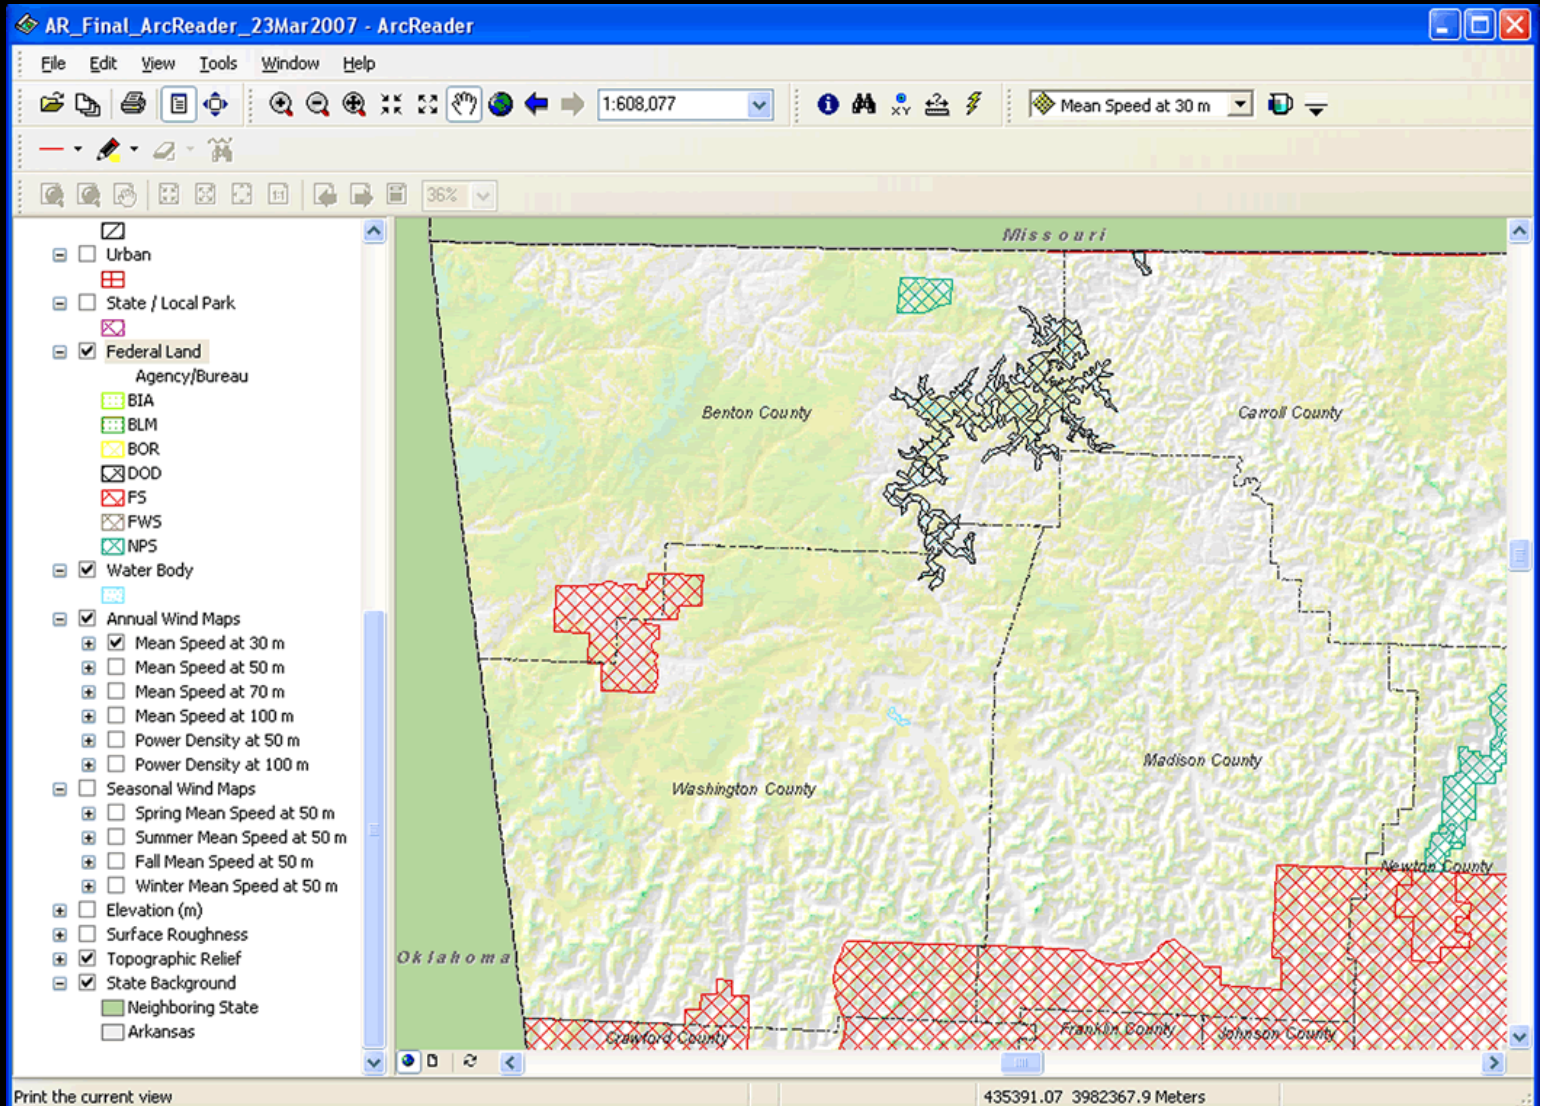 AR_Final_ArcReader_23Mar2007 - ArcReader
File Edit View Tools Window Help
1:608,077
XY
Mean Speed at 30 m
1:1
36%
Urban
State / Local Park
Federal Land
Agency/Bureau
BIA
BLM
BOR
DOD
FS
FWS
NPS
Water Body
Annual Wind Maps
Mean Speed at 30 m
Mean Speed at 50 m
Mean Speed at 70 m
Mean Speed at 100 m
Power Density at 50 m
Power Density at 100 m
Seasonal Wind Maps
Spring Mean Speed at 50 m
Summer Mean Speed at 50 m
Fall Mean Speed at 50 m
Winter Mean Speed at 50 m
Elevation (m)
Surface Roughness
Topographic Relief
State Background
Neighboring State
Arkansas
Missouri
Benton County
Carroll County
Madison County
Washington County
Newton County
Oklahoma
Crawford County
Franklin County
Johnson County
Print the current view
435391.07 3982367.9 Meters